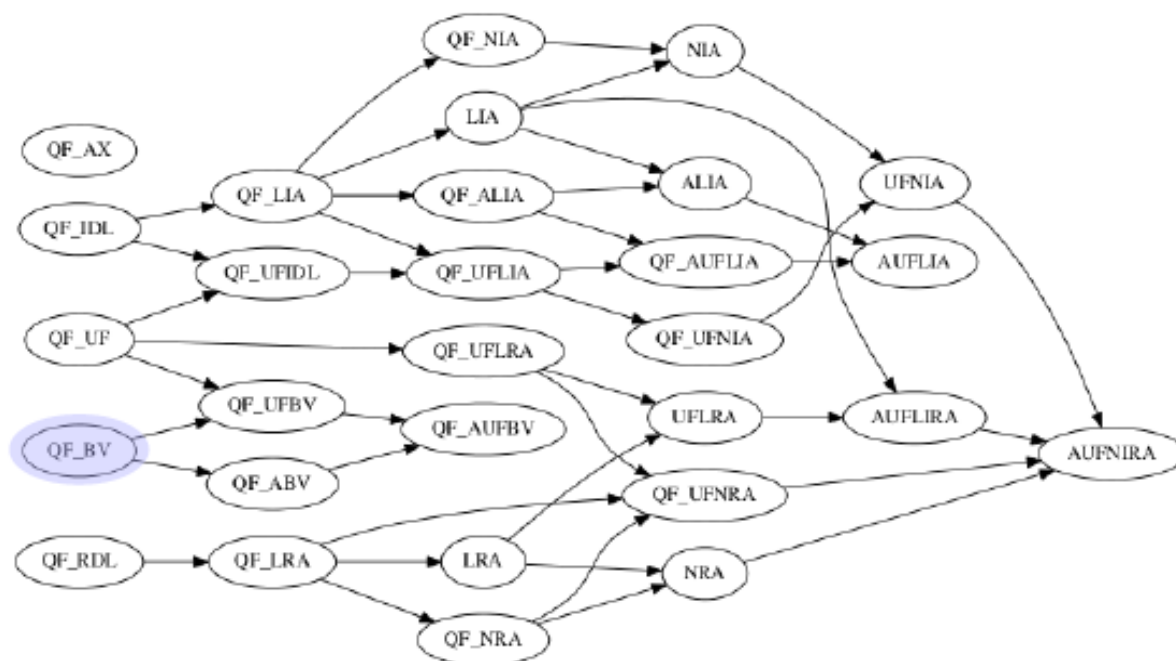 QF_NIA
NIA
LIA
QF_AX
QF_LIA
QF_ALIA
ALIA
UFNIA
QF_IDL
QF_UFIDL
QF_UFLIA
QF_AUFLIA
AUFLIA
QF_UF
QF_UFLRA
QF_UFNIA
QF_UFBV
QF_AUFBV
UFLRA
AUFLIRA
QF_BV
QF_ABV
QF_UFNRA
AUFNIRA
QF_RDL
QF_LRA
LRA
NRA
QF_NRA